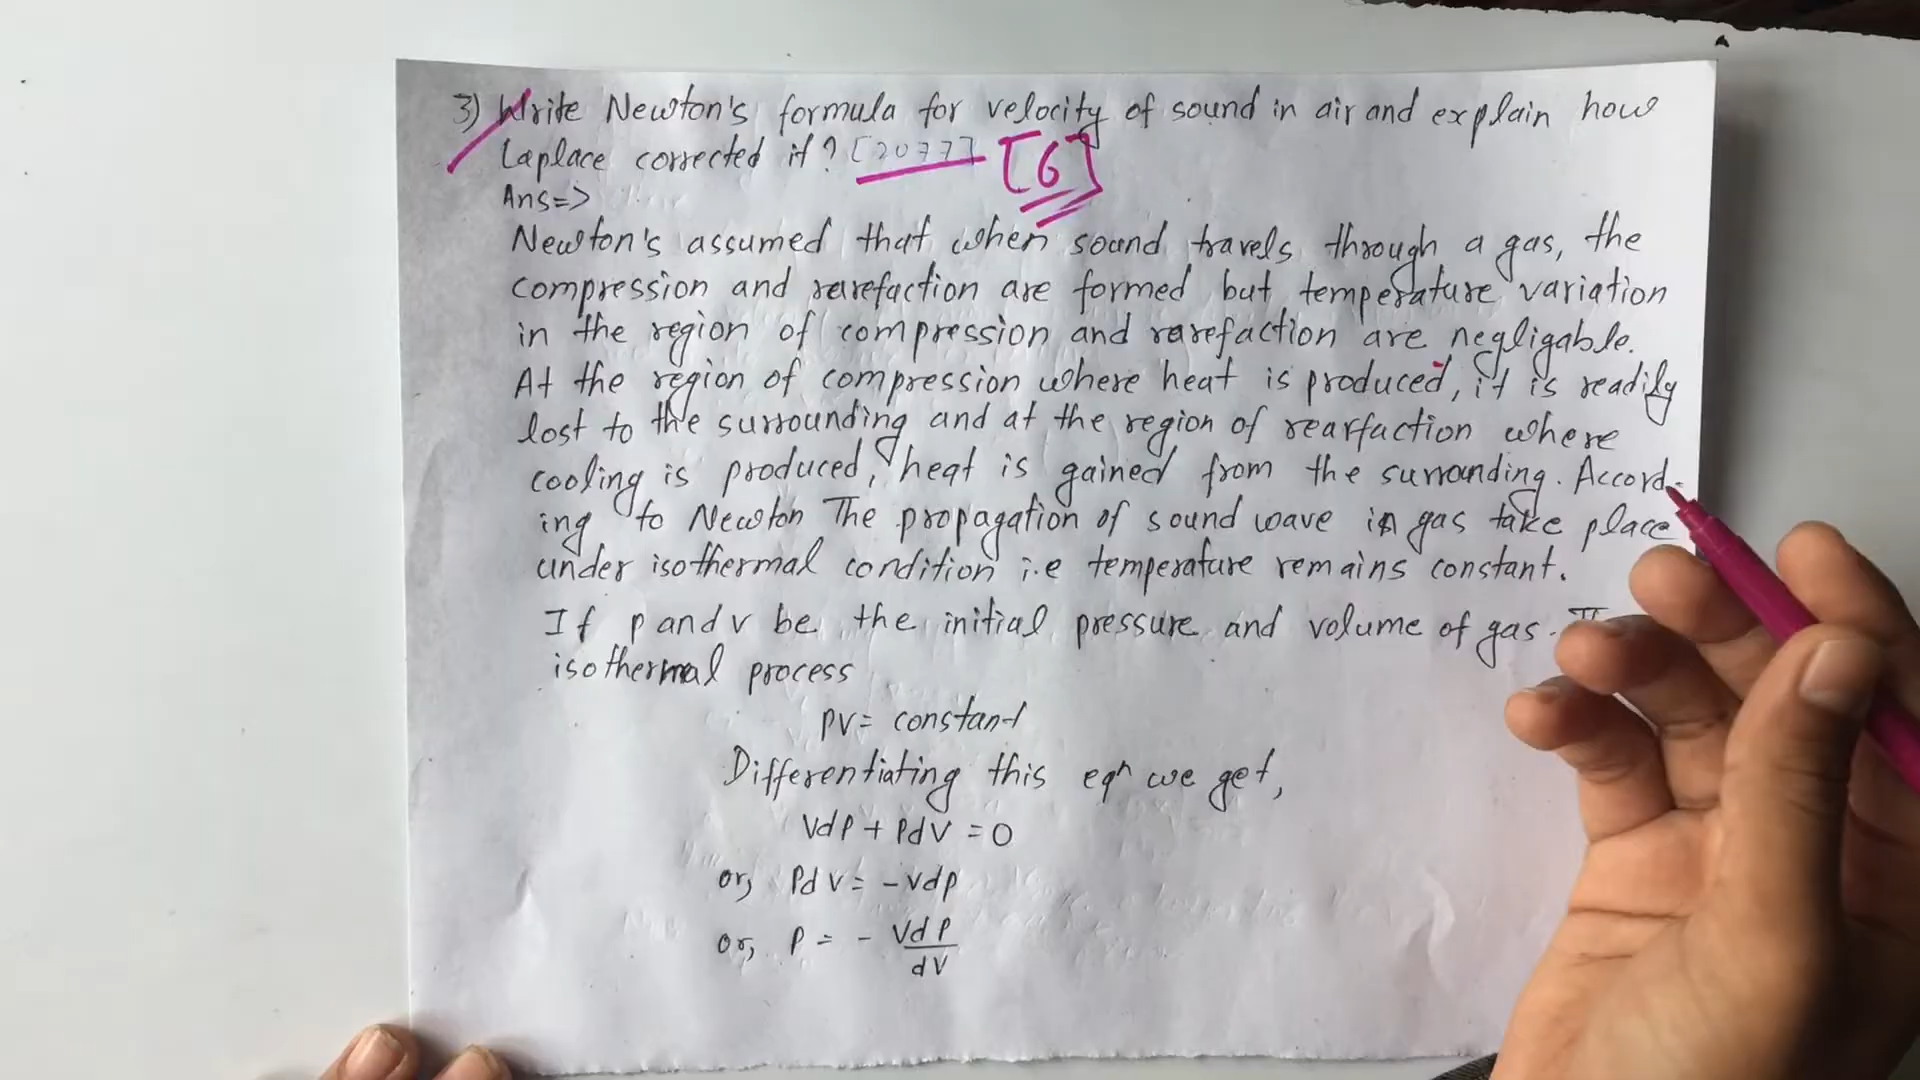 3) Write Newton's formula for velocity of sound in air and explain how
Laplace corrected it? [2077] [6]
Ans=>
Newton's assumed that when sound travels through a gas, the
compression and rarefaction are formed but temperature variation
in the region of compression and rarefaction are negligable.
At the region of compression where heat is produced, it is readily
lost to the surrounding and at the region of rearfaction where
cooling is produced, heat is gained from the surrounding. Accord-
ing to Newton The propagation of sound wave in gas take place
under isothermal condition i.e temperature remains constant.
If p and v be the initial pressure and volume of gas.
isothermal process
PV = constant
Differentiating this eqn we get,
VdP + PdV = 0
or, PdV = -VdP
or, P = - VdP
dV